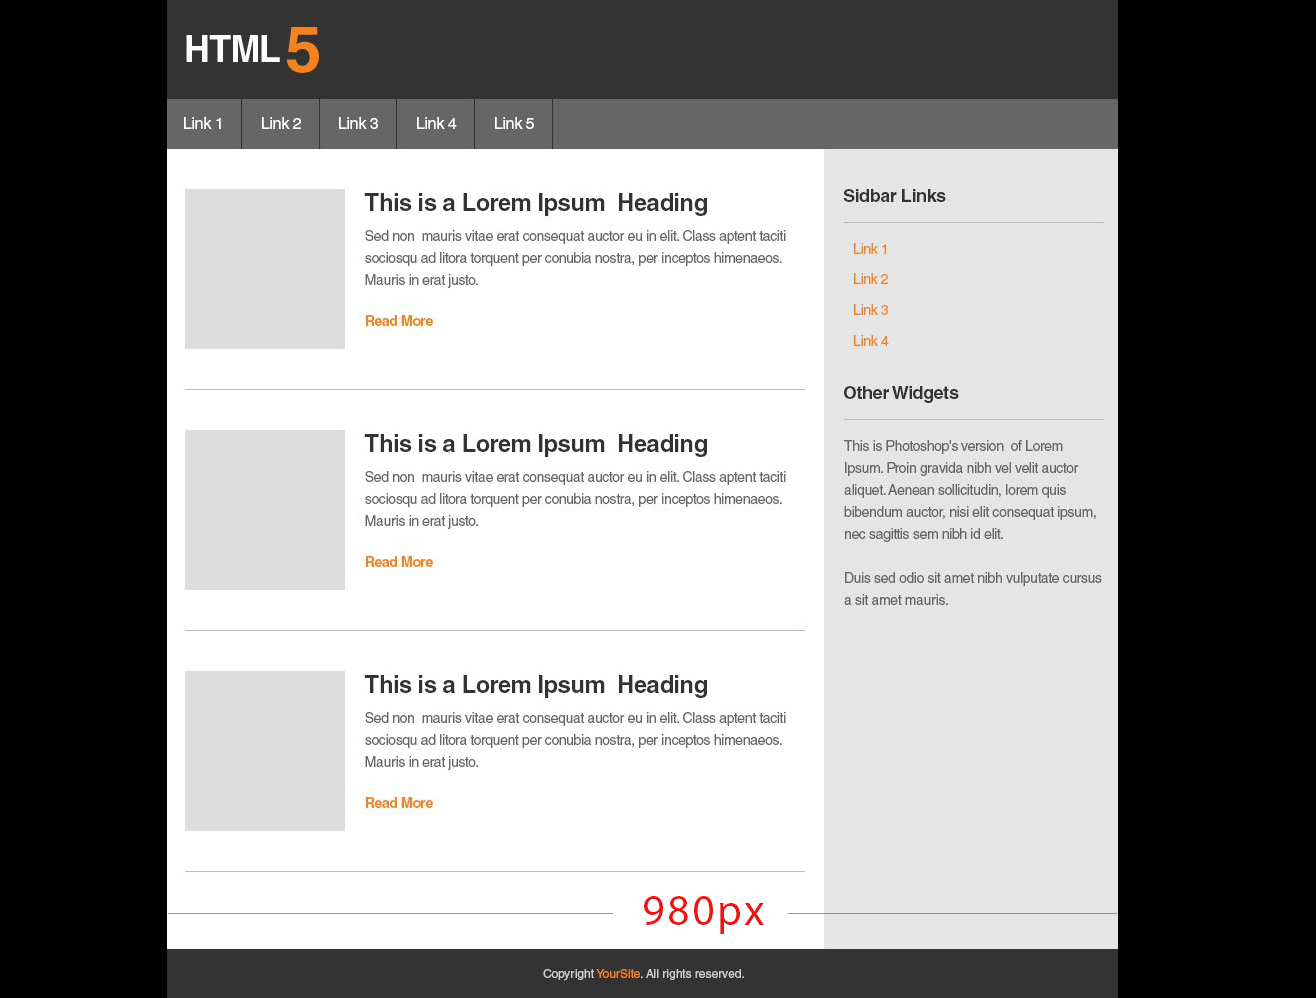 HTML 5
Link 1 Link 2 Link 3 Link 4 Link 5
This is a Lorem Ipsum  Heading
Sed non  mauris vitae erat consequat auctor eu in elit. Class aptent taciti
sociosqu ad litora torquent per conubia nostra, per inceptos himenaeos.
Mauris in erat justo.
Read More
This is a Lorem Ipsum  Heading
Sed non  mauris vitae erat consequat auctor eu in elit. Class aptent taciti
sociosqu ad litora torquent per conubia nostra, per inceptos himenaeos.
Mauris in erat justo.
Read More
This is a Lorem Ipsum  Heading
Sed non  mauris vitae erat consequat auctor eu in elit. Class aptent taciti
sociosqu ad litora torquent per conubia nostra, per inceptos himenaeos.
Mauris in erat justo.
Read More
Sidbar Links
Link 1
Link 2
Link 3
Link 4
Other Widgets
This is Photoshop's version  of Lorem
Ipsum. Proin gravida nibh vel velit auctor
aliquet. Aenean sollicitudin, lorem quis
bibendum auctor, nisi elit consequat ipsum,
nec sagittis sem nibh id elit.
Duis sed odio sit amet nibh vulputate cursus
a sit amet mauris.
980px
Copyright YourSite. All rights reserved.